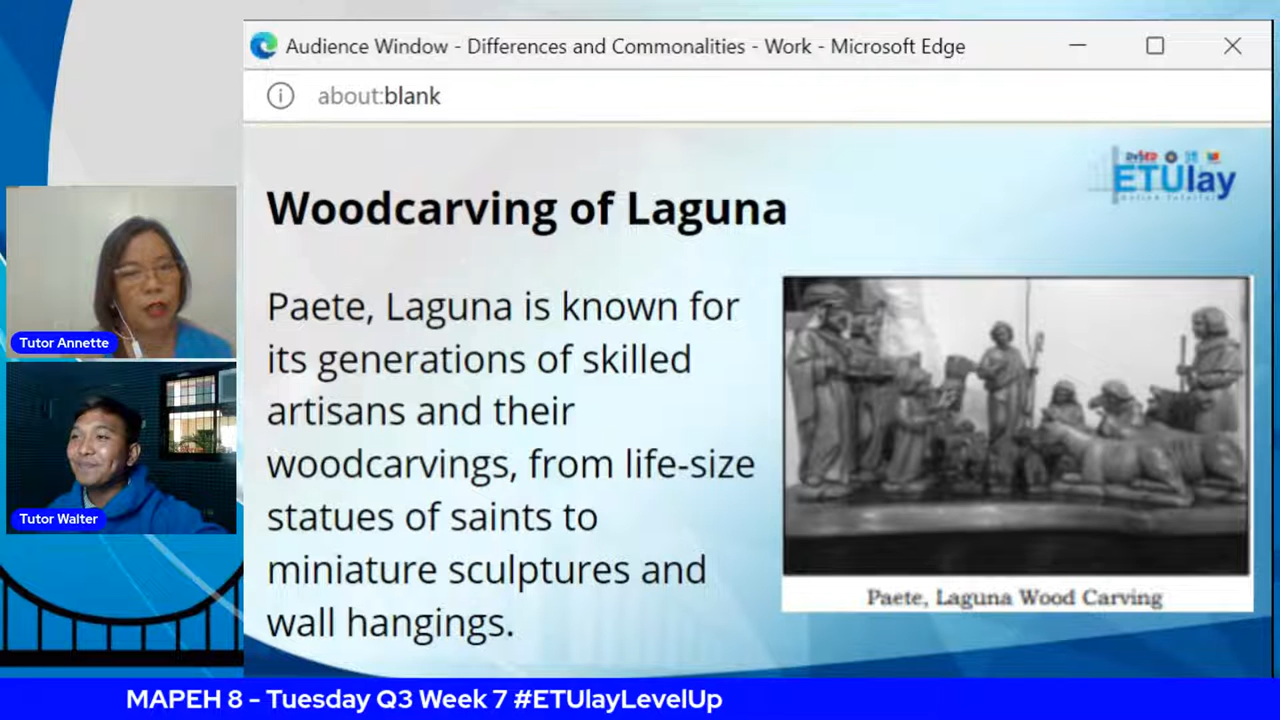 Audience Window - Differences and Commonalities - Work - Microsoft Edge
about:blank
ETUlay
Woodcarving of Laguna
Paete, Laguna is known for
its generations of skilled
artisans and their
woodcarvings, from life-size
statues of saints to
miniature sculptures and
wall hangings.
Paete, Laguna Wood Carving
Tutor Annette
Tutor Walter
MAPEH 8 - Tuesday Q3 Week 7 #ETUlayLevelUp